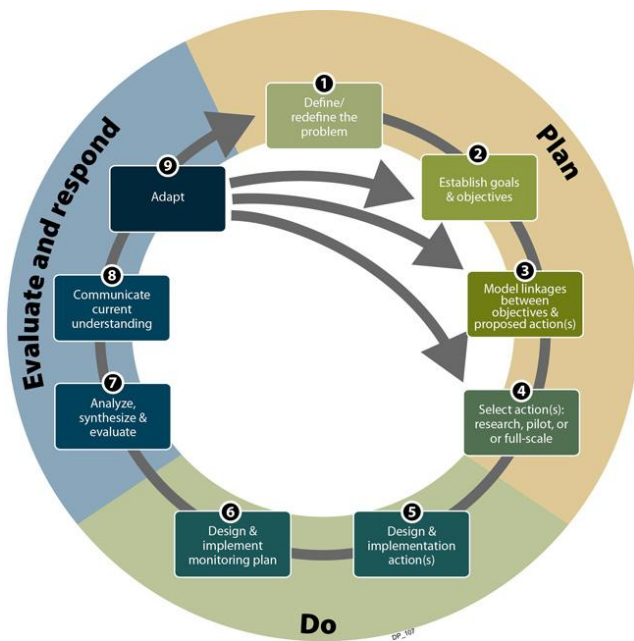 1
Define/
redefine the
problem
2
Establish goals
& objectives
3
Model linkages
between
objectives &
proposed action(s)
4
Select action(s):
research, pilot, or
or full-scale
5
Design &
implementation
action(s)
6
Design &
implement
monitoring plan
7
Analyze,
synthesize &
evaluate
8
Communicate
current
understanding
9
Adapt
Plan
Do
Evaluate and respond
DP_107